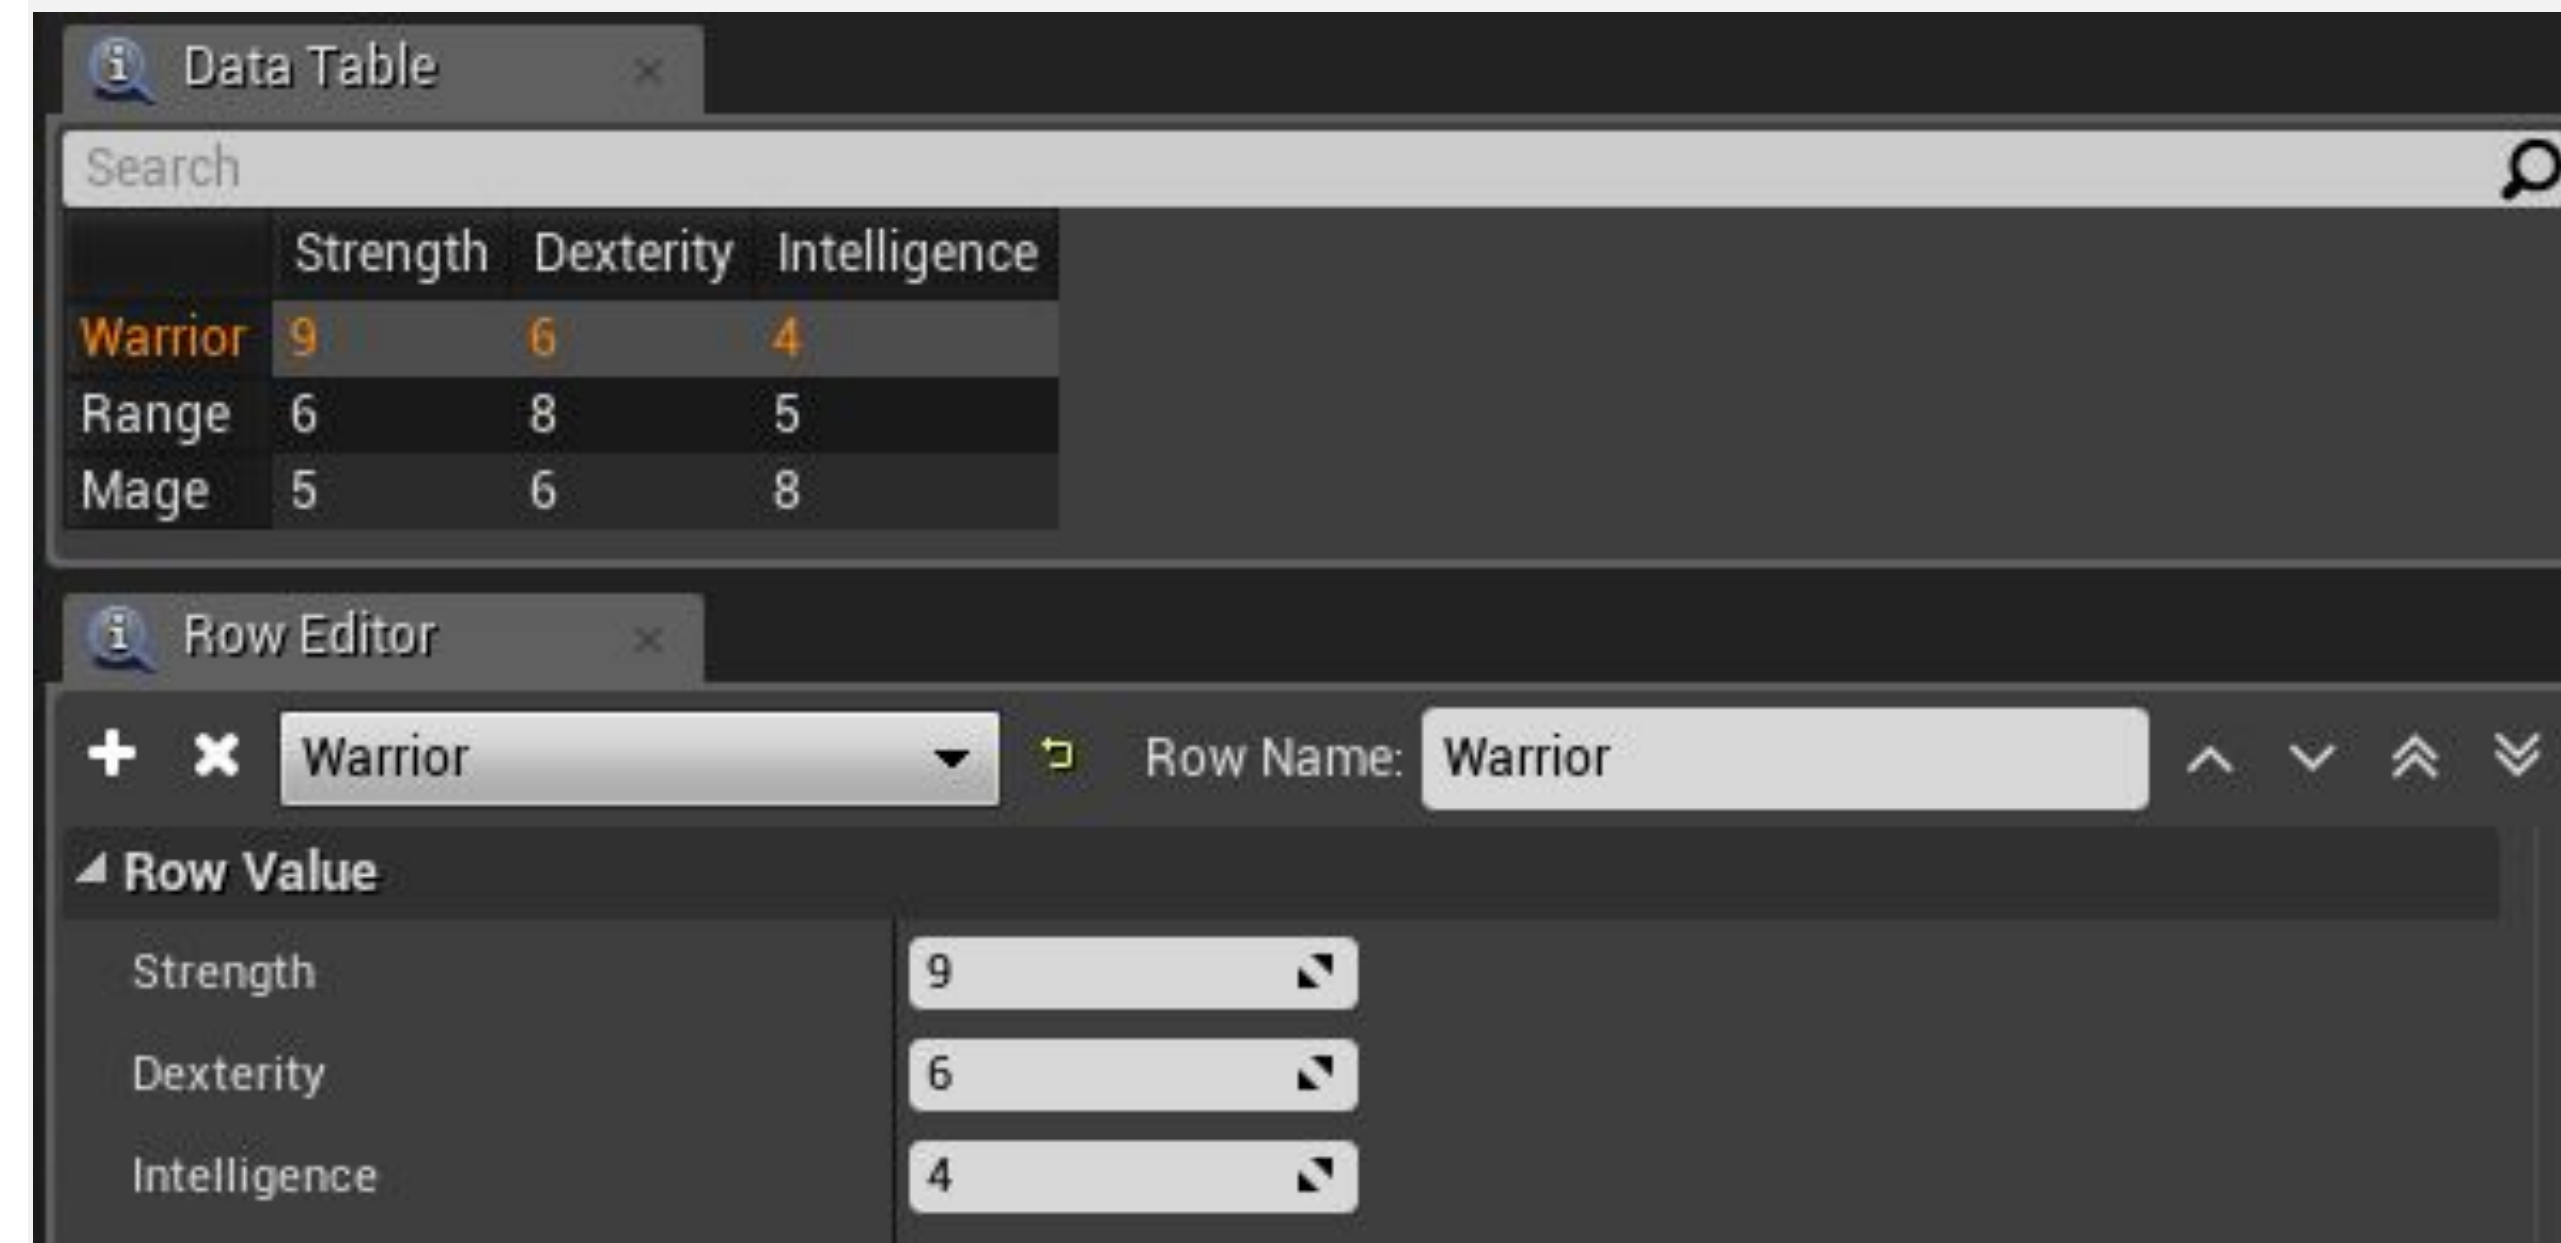 Data Table
Search
Strength Dexterity Intelligence
Warrior 9 6 4
Range 6 8 5
Mage 5 6 8
Row Editor
Warrior Row Name: Warrior
Row Value
Strength 9
Dexterity 6
Intelligence 4